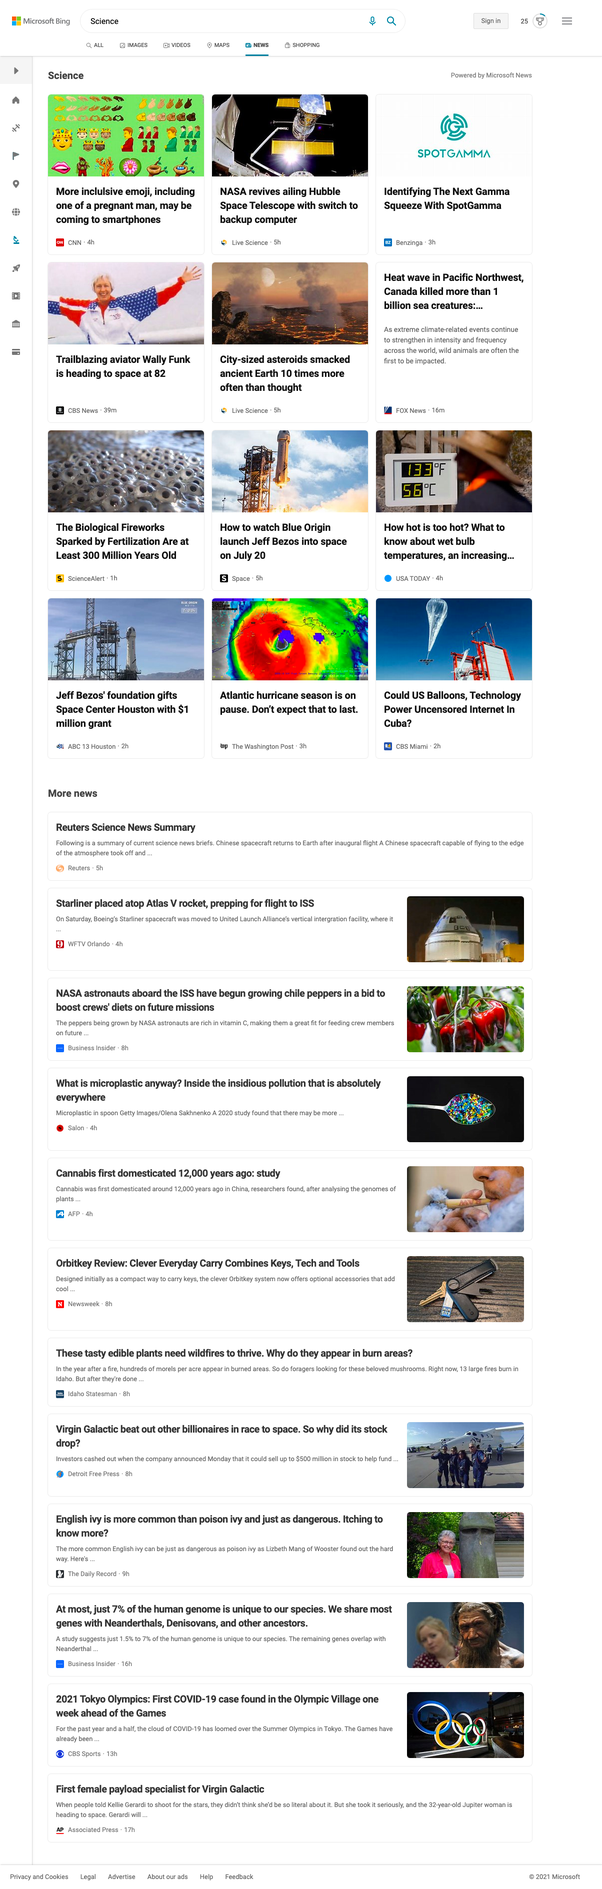 Microsoft Bing
Science
Sign in
25
ALL
IMAGES
VIDEOS
MAPS
NEWS
SHOPPING
Science
Powered by Microsoft News
More inclulsive emoji, including
one of a pregnant man, may be
coming to smartphones
CNN · 4h
NASA revives ailing Hubble
Space Telescope with switch to
backup computer
Live Science · 5h
SPOTGAMMA
Identifying The Next Gamma
Squeeze With SpotGamma
Benzinga · 3h
Trailblazing aviator Wally Funk
is heading to space at 82
CBS News · 39m
City-sized asteroids smacked
ancient Earth 10 times more
often than thought
Live Science · 5h
Heat wave in Pacific Northwest,
Canada killed more than 1
billion sea creatures:...
As extreme climate-related events continue
to strengthen in intensity and frequency
across the world, wild animals are often the
first to be impacted.
FOX News · 16m
The Biological Fireworks
Sparked by Fertilization Are at
Least 300 Million Years Old
ScienceAlert · 1h
How to watch Blue Origin
launch Jeff Bezos into space
on July 20
Space · 5h
133°F
56°C
How hot is too hot? What to
know about wet bulb
temperatures, an increasing...
USA TODAY · 4h
Jeff Bezos' foundation gifts
Space Center Houston with $1
million grant
ABC 13 Houston · 2h
Atlantic hurricane season is on
pause. Don't expect that to last.
The Washington Post · 3h
Could US Balloons, Technology
Power Uncensored Internet In
Cuba?
CBS Miami · 2h
More news
Reuters Science News Summary
Following is a summary of current science news briefs. Chinese spacecraft returns to Earth after inaugural flight A Chinese spacecraft capable of flying to the edge
of the atmosphere took off and ...
Reuters · 5h
Starliner placed atop Atlas V rocket, prepping for flight to ISS
On Saturday, Boeing's Starliner spacecraft was moved to United Launch Alliance's vertical intergration facility, where it
...
WFTV Orlando · 4h
NASA astronauts aboard the ISS have begun growing chile peppers in a bid to
boost crews' diets on future missions
The peppers being grown by NASA astronauts are rich in vitamin C, making them a great fit for feeding crew members
on future ...
Business Insider · 8h
What is microplastic anyway? Inside the insidious pollution that is absolutely
everywhere
Microplastic in spoon Getty Images/Olena Sakhnenko A 2020 study found that there may be more ...
Salon · 4h
Cannabis first domesticated 12,000 years ago: study
Cannabis was first domesticated around 12,000 years ago in China, researchers found, after analysing the genomes of
plants ...
AFP · 4h
Orbitkey Review: Clever Everyday Carry Combines Keys, Tech and Tools
Designed initially as a compact way to carry keys, the clever Orbitkey system now offers optional accessories that add
cool ...
Newsweek · 8h
These tasty edible plants need wildfires to thrive. Why do they appear in burn areas?
In the year after a fire, hundreds of morels per acre appear in burned areas. So do foragers looking for these beloved mushrooms. Right now, 13 large fires burn in
Idaho. But after they're done ...
Idaho Statesman · 8h
Virgin Galactic beat out other billionaires in race to space. So why did its stock
drop?
Investors cashed out when the company announced Monday that it could sell up to $500 million in stock to help fund ...
Detroit Free Press · 8h
English ivy is more common than poison ivy and just as dangerous. Itching to
know more?
The more common English ivy can be just as dangerous as poison ivy as Lizbeth Mang of Wooster found out the hard
way. Here's ...
The Daily Record · 9h
At most, just 7% of the human genome is unique to our species. We share most
genes with Neanderthals, Denisovans, and other ancestors.
A study suggests just 1.5% to 7% of the human genome is unique to our species. The remaining genes overlap with
Neanderthal ...
Business Insider · 16h
2021 Tokyo Olympics: First COVID-19 case found in the Olympic Village one
week ahead of the Games
For the past year and a half, the cloud of COVID-19 has loomed over the Summer Olympics in Tokyo. The Games have
already been ...
CBS Sports · 13h
First female payload specialist for Virgin Galactic
When people told Kellie Gerardi to shoot for the stars, they didn't think she'd be so literal about it. But she took it seriously, and the 32-year-old Jupiter woman is
heading to space. Gerardi will ...
Associated Press · 17h
Privacy and Cookies
Legal
Advertise
About our ads
Help
Feedback
© 2021 Microsoft